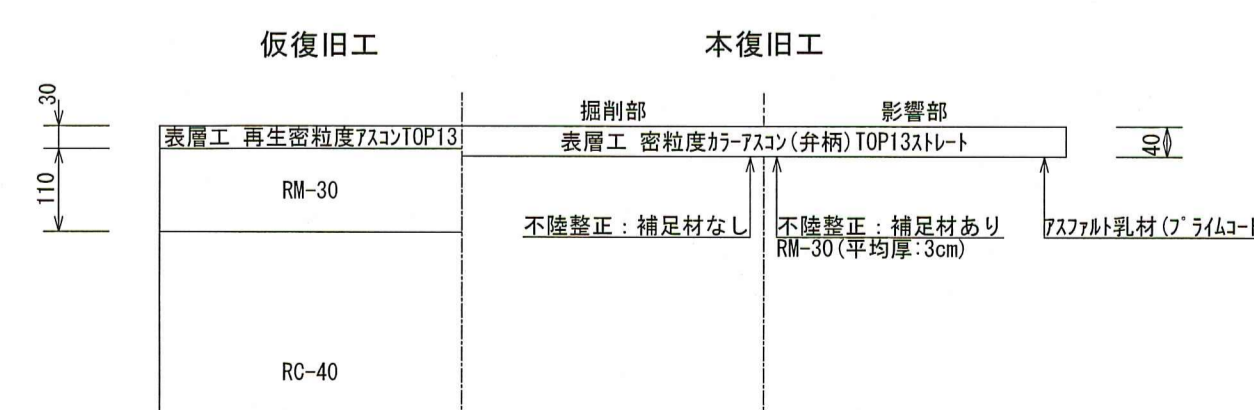 仮復旧工
本復旧工
掘削部
影響部
30
表層工 再生密粒度アスコンTOP13
表層工 密粒度カラーアスコン(弁柄)TOP13ストレート
40
110
RM-30
不陸整正：補足材なし
不陸整正：補足材あり
RM-30(平均厚:3cm)
アスファルト乳材(プライムコート
RC-40